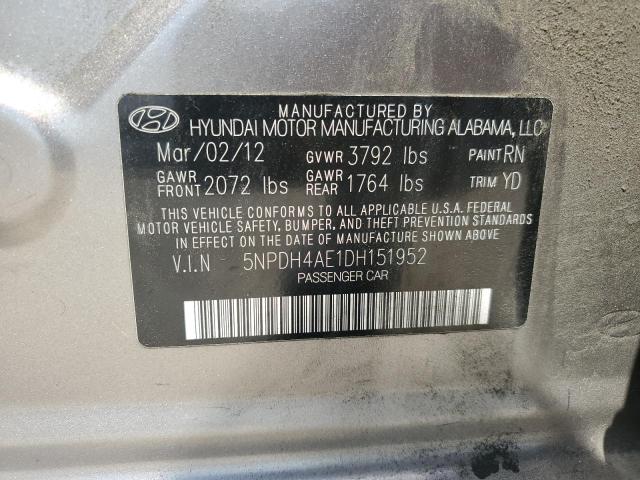 MANUFACTURED BY
HYUNDAI MOTOR MANUFACTURING ALABAMA, LLC
Mar/02/12 GVWR 3792 lbs PAINT RN
GAWR FRONT 2072 lbs GAWR REAR 1764 lbs TRIM YD
THIS VEHICLE CONFORMS TO ALL APPLICABLE U.S.A. FEDERAL
MOTOR VEHICLE SAFETY, BUMPER, AND THEFT PREVENTION
STANDARDS IN EFFECT ON THE DATE OF MANUFACTURE SHOWN ABOVE.
V.I.N 5NPDH4AE1DH151952
PASSENGER CAR